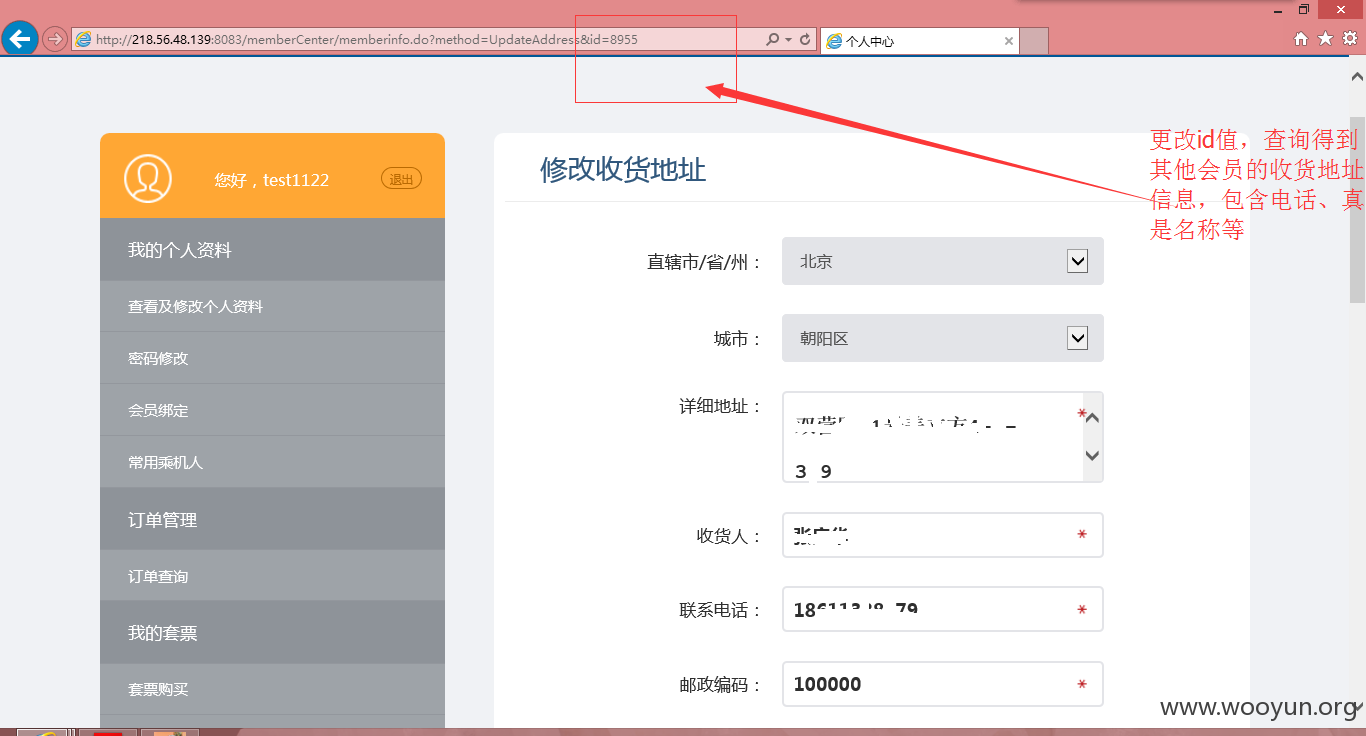 http://218.56.48.139:8083/memberCenter/memberinfo.do?method=UpdateAddress&id=8955
个人中心
更改id值，查询得到
其他会员的收货地址
信息，包含电话、真
是名称等
您好，test1122
退出
我的个人资料
查看及修改个人资料
密码修改
会员绑定
常用乘机人
订单管理
订单查询
我的套票
套票购买
修改收货地址
直辖市/省/州：
北京
城市：
朝阳区
详细地址：
*
3 9
收货人：
*
联系电话：
*
邮政编码：
100000 *
www.wooyun.org